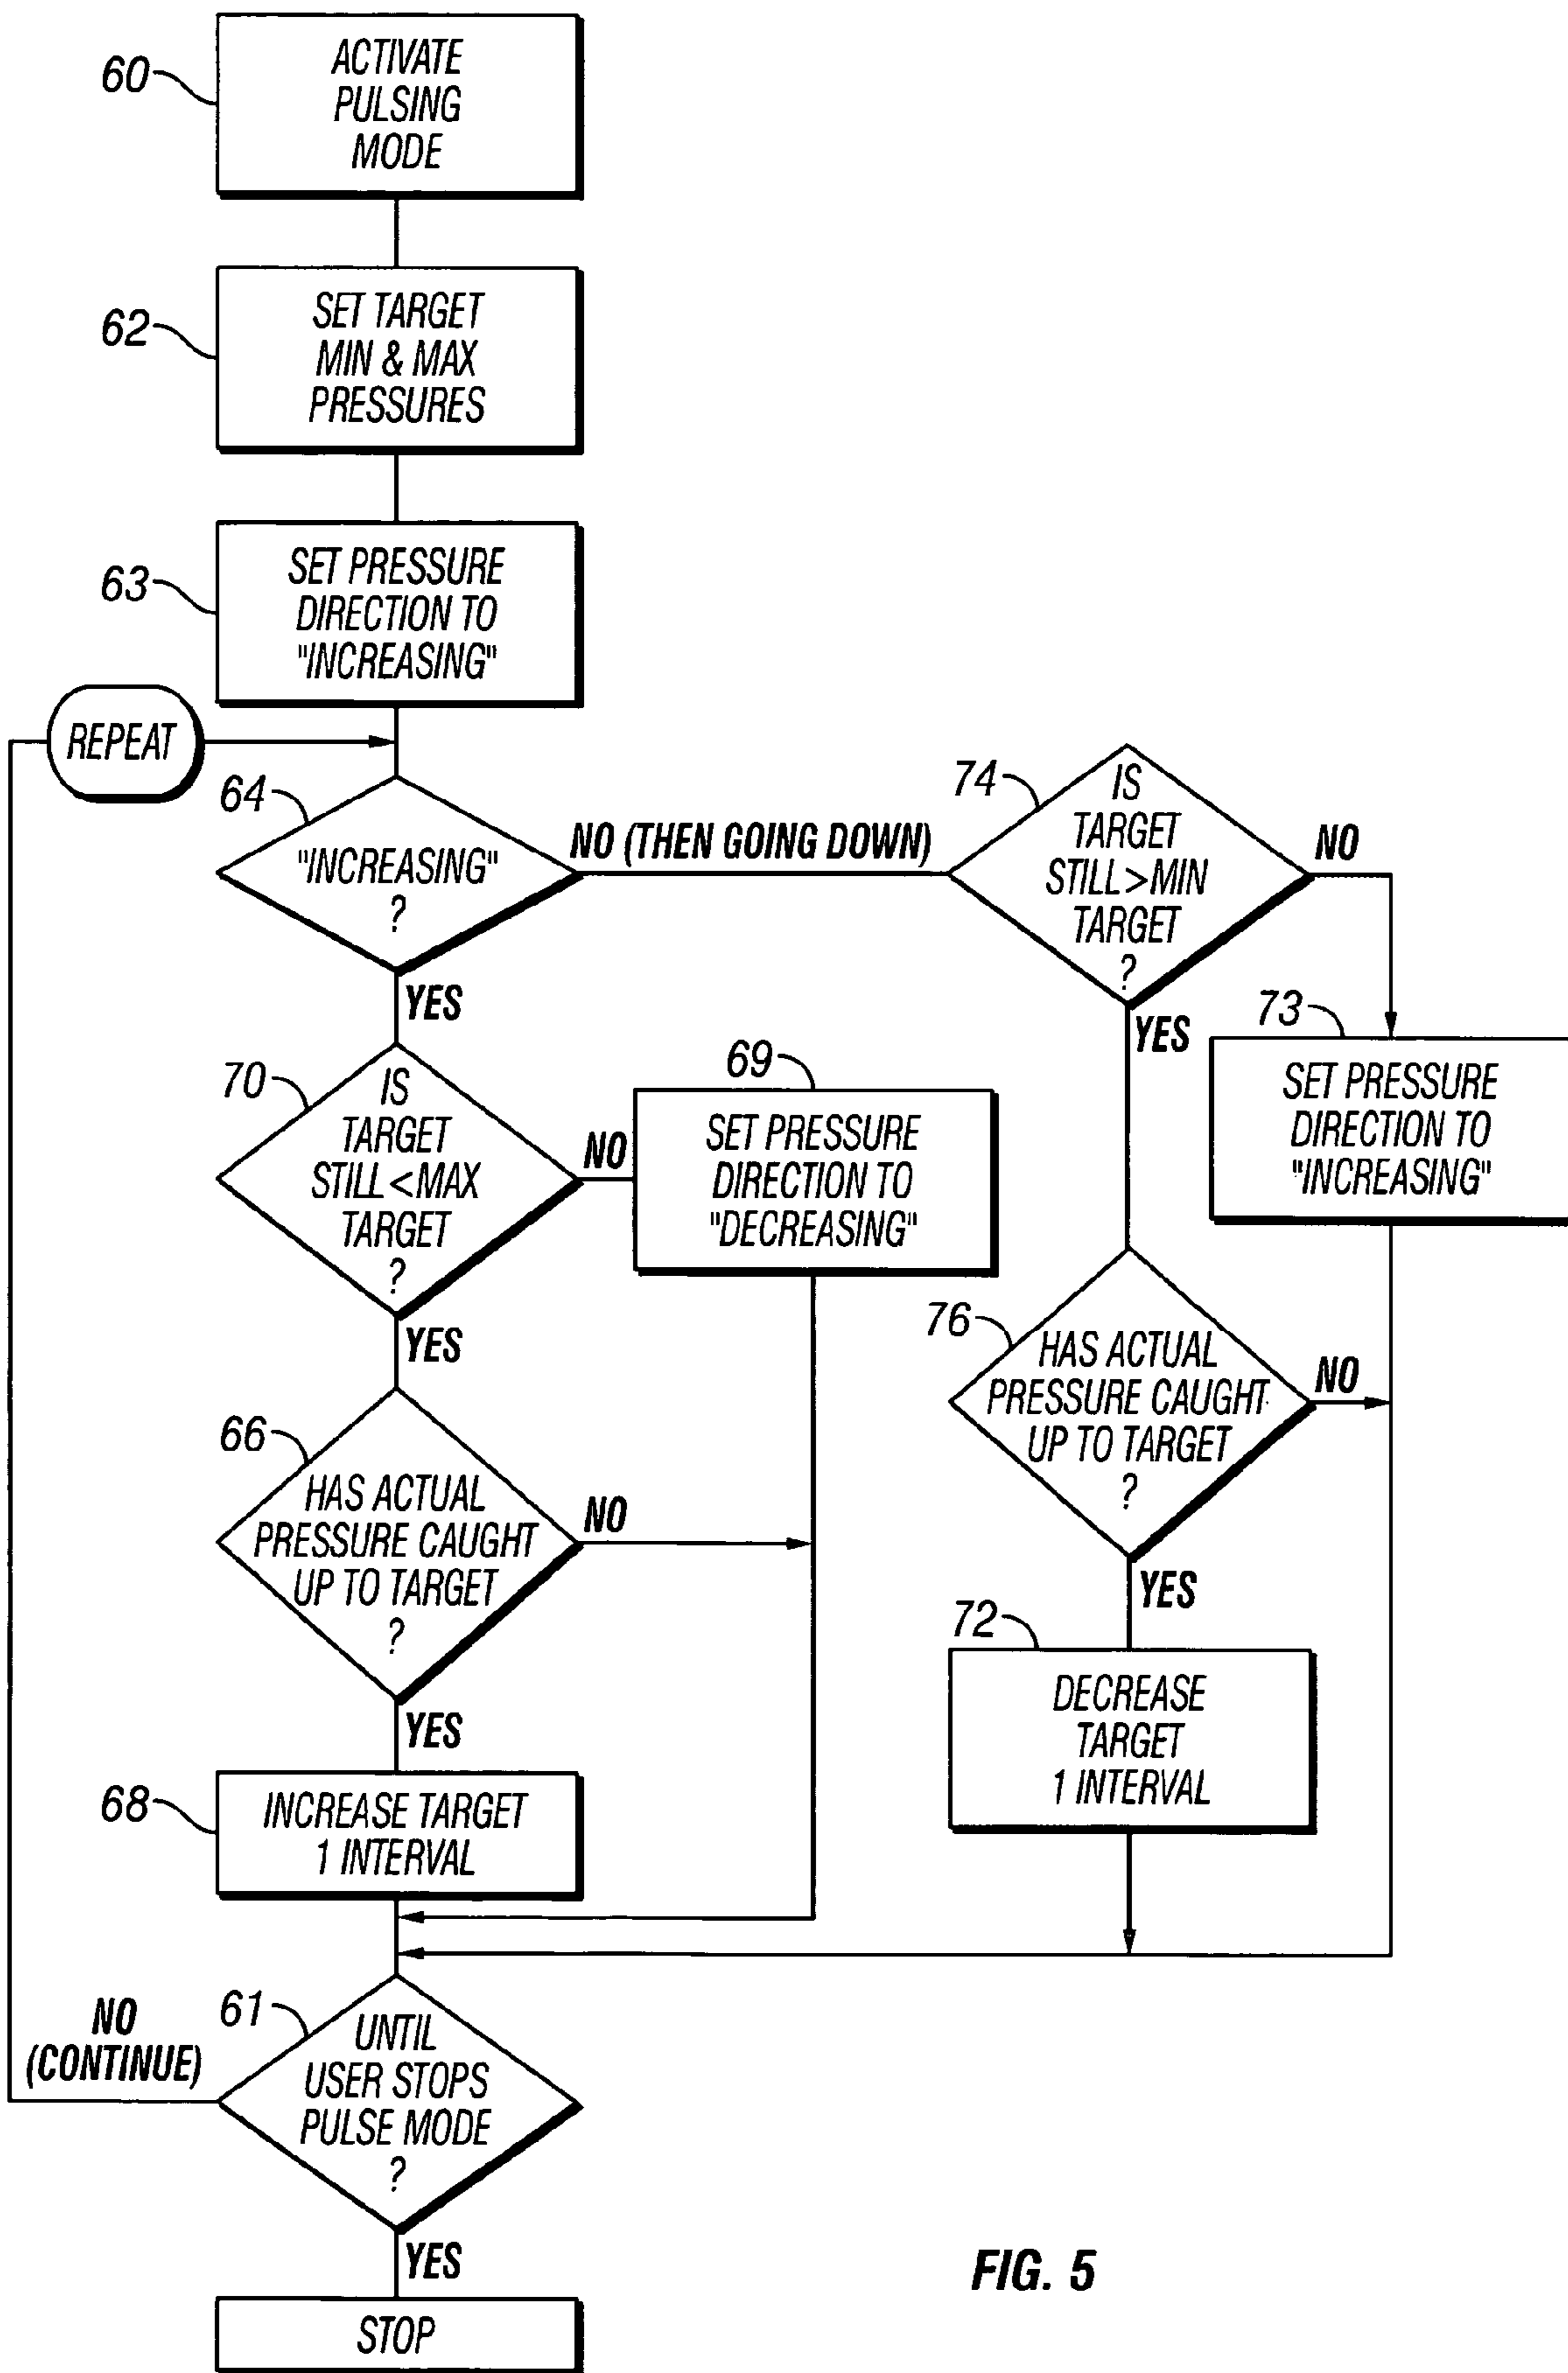 60
ACTIVATE
PULSING
MODE
62
SET TARGET
MIN & MAX
PRESSURES
63
SET PRESSURE
DIRECTION TO
"INCREASING"
REPEAT
64
"INCREASING"
?
NO (THEN GOING DOWN)
YES
74
IS
TARGET
STILL>MIN
TARGET
?
NO
YES
73
SET PRESSURE
DIRECTION TO
"INCREASING"
70
IS
TARGET
STILL<MAX
TARGET
?
NO
YES
69
SET PRESSURE
DIRECTION TO
"DECREASING"
76
HAS ACTUAL
PRESSURE CAUGHT
UP TO TARGET
?
NO
YES
66
HAS ACTUAL
PRESSURE CAUGHT
UP TO TARGET
?
NO
YES
72
DECREASE
TARGET
1 INTERVAL
68
INCREASE TARGET
1 INTERVAL
61
UNTIL
USER STOPS
PULSE MODE
?
NO
(CONTINUE)
YES
STOP
FIG. 5